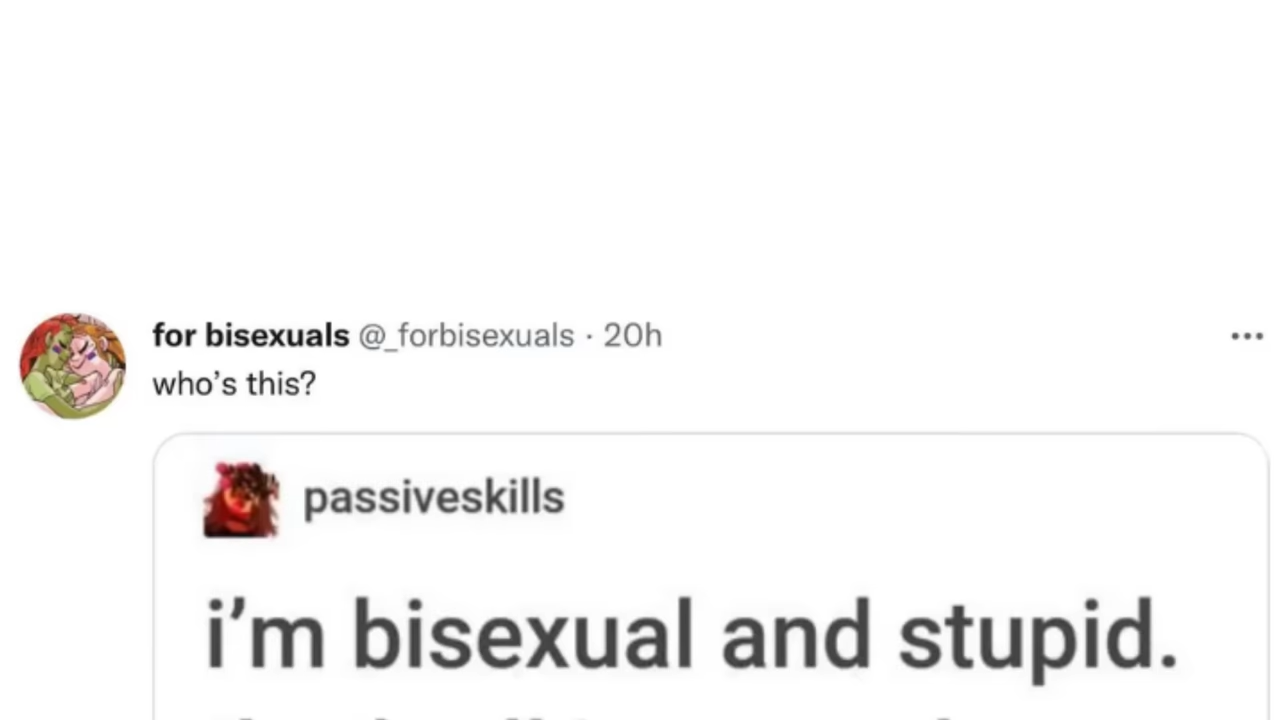 for bisexuals @_forbisexuals · 20h
who’s this?
passiveskills
i’m bisexual and stupid.